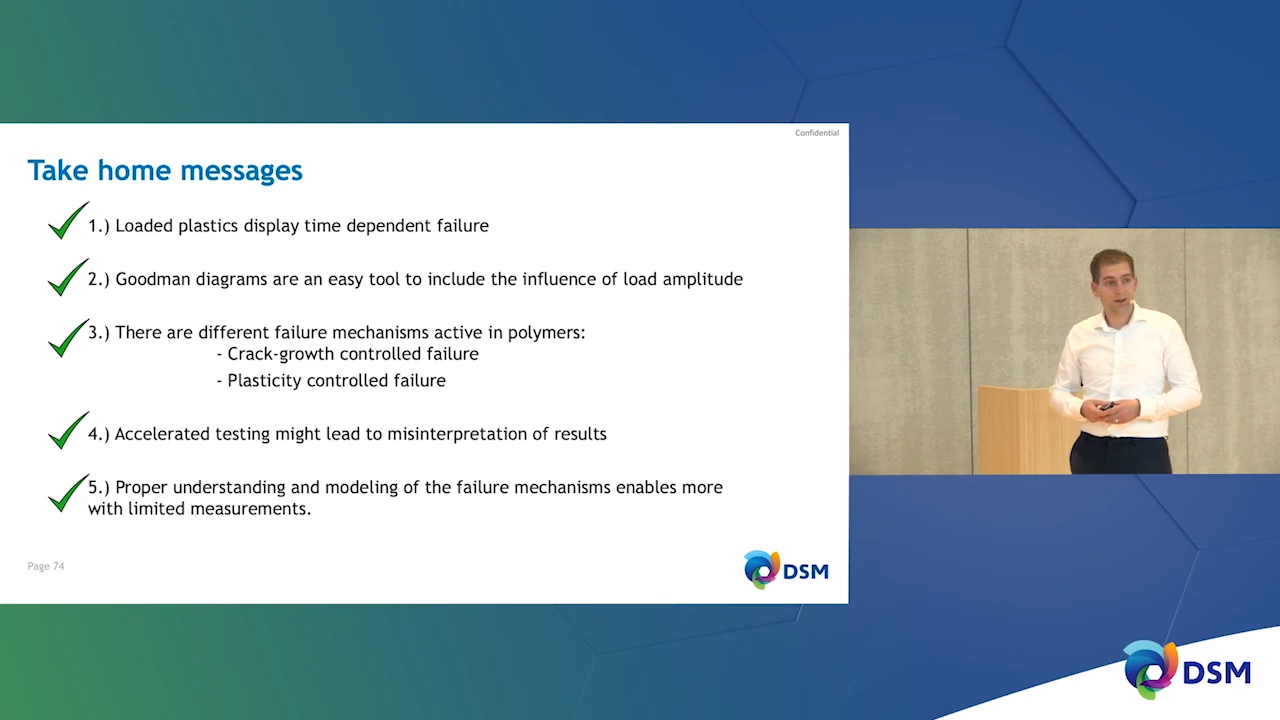 Confidential
Take home messages
1.) Loaded plastics display time dependent failure
2.) Goodman diagrams are an easy tool to include the influence of load amplitude
3.) There are different failure mechanisms active in polymers:
- Crack-growth controlled failure
- Plasticity controlled failure
4.) Accelerated testing might lead to misinterpretation of results
5.) Proper understanding and modeling of the failure mechanisms enables more
with limited measurements.
Page 74
DSM
DSM